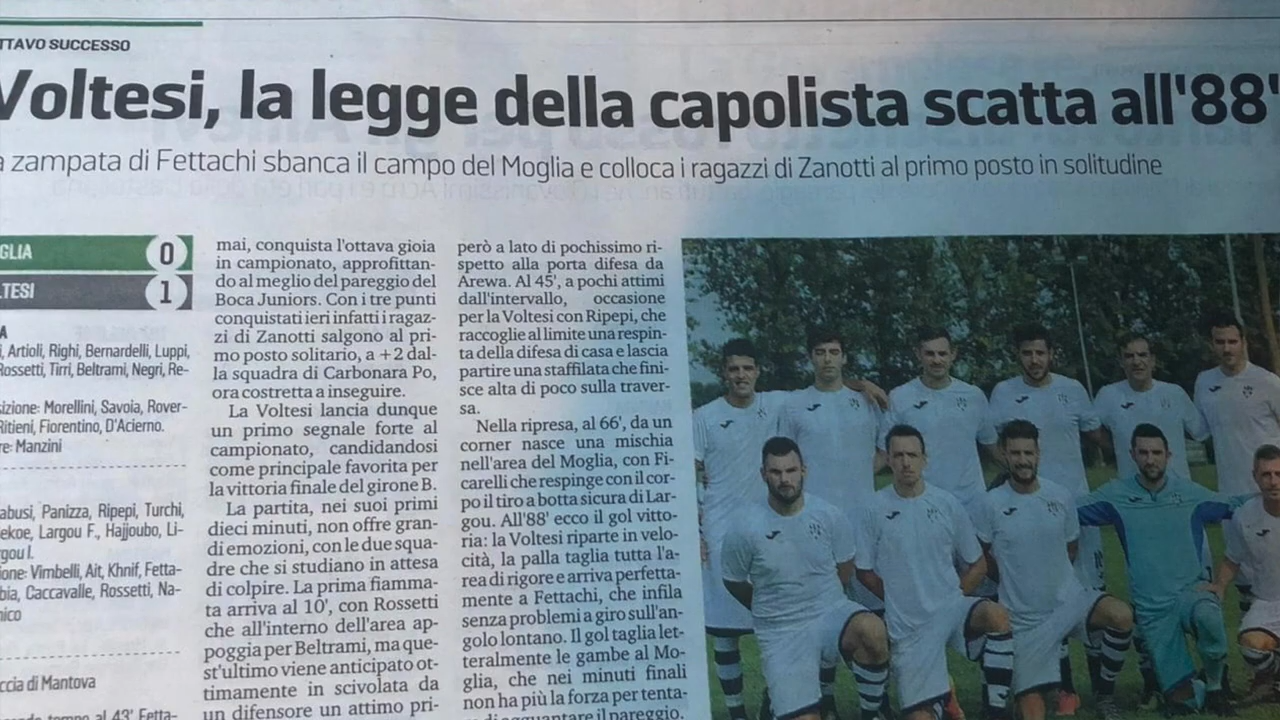 TTAVO SUCCESSO
Voltesi, la legge della capolista scatta all'88'
a zampata di Fettachi sbanca il campo del Moglia e colloca i ragazzi di Zanotti al primo posto in solitudine
GLIA 0
LTESI 1
A
i, Artioli, Righi, Bernardelli, Luppi,
Rossetti, Tirri, Beltrami, Negri, Re-
sizione: Morellini, Savoia, Rover-
Ritieni, Fiorentino, D'Acierno.
re: Manzini
abusi, Panizza, Ripepi, Turchi,
ekoe, Largou F., Hajjoubo, Li-
rgou I.
ione: Vimbelli, Ait, Khnif, Fetta-
bia, Caccavalle, Rossetti, Na-
nico
ccia di Mantova
condo tempo al 43' Fetta-
mai, conquista l'ottava gioia
in campionato, approfittan-
do al meglio del pareggio del
Boca Juniors. Con i tre punti
conquistati ieri infatti i ragaz-
zi di Zanotti salgono al pri-
mo posto solitario, a +2 dal-
la squadra di Carbonara Po,
ora costretta a inseguire.
La Voltesi lancia dunque
un primo segnale forte al
campionato, candidandosi
come principale favorita per
la vittoria finale del girone B.
La partita, nei suoi primi
dieci minuti, non offre gran-
di emozioni, con le due squa-
dre che si studiano in attesa
di colpire. La prima fiamma-
ta arriva al 10', con Rossetti
che all'interno dell'area ap-
poggia per Beltrami, ma que-
st'ultimo viene anticipato ot-
timamente in scivolata da
un difensore un attimo pri-
però a lato di pochissimo ri-
spetto alla porta difesa da
Arewa. Al 45', a pochi attimi
dall'intervallo, occasione
per la Voltesi con Ripepi, che
raccoglie al limite una respin-
ta della difesa di casa e lascia
partire una staffilata che fini-
sce alta di poco sulla traver-
sa.
Nella ripresa, al 66', da un
corner nasce una mischia
nell'area del Moglia, con Fi-
carelli che respinge con il cor-
po il tiro a botta sicura di Lar-
gou. All'88' ecco il gol vitto-
ria: la Voltesi riparte in velo-
cità, la palla taglia tutta l'a-
rea di rigore e arriva perfetta-
mente a Fettachi, che infila
senza problemi a giro sull'an-
golo lontano. Il gol taglia let-
teralmente le gambe al Mo-
glia, che nei minuti finali
non ha più la forza per tenta-
re di agguantare il pareggio.